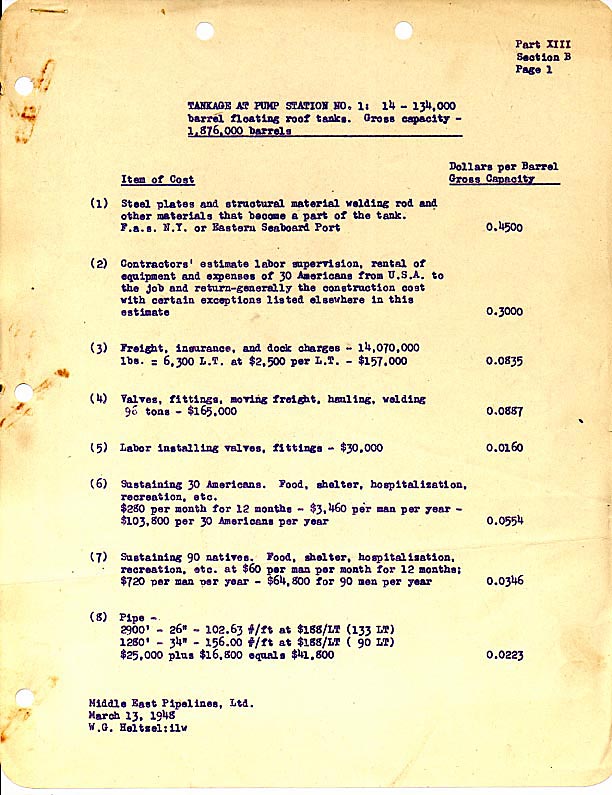 Part XIII
Section B
Page 1
TANKAGE AT PUMP STATION NO. 1: 14 - 134,000
barrel floating roof tanks. Gross capacity -
1,876,000 barrels
Dollars per Barrel
Item of Cost Gross Capacity
(1) Steel plates and structural material welding rod and
other materials that become a part of the tank.
F.a.s. N.Y. or Eastern Seaboard Port 0.4500
(2) Contractors' estimate labor supervision, rental of
equipment and expenses of 30 Americans from U.S.A. to
the job and return-generally the construction cost
with certain exceptions listed elsewhere in this
estimate 0.3000
(3) Freight, insurance, and dock charges - 14,070,000
lbs. = 6,300 L.T. at $2,500 per L.T. - $157,000 0.0835
(4) Valves, fittings, moving freight, hauling, welding
96 tons - $165,000 0.0887
(5) Labor installing valves, fittings - $30,000 0.0160
(6) Sustaining 30 Americans. Food, shelter, hospitalization,
recreation, etc.
$280 per month for 12 months - $3,460 per man per year -
$103,800 per 30 Americans per year 0.0554
(7) Sustaining 90 natives. Food, shelter, hospitalization,
recreation, etc. at $60 per man per month for 12 months;
$720 per man per year - $64,800 for 90 men per year 0.0346
(8) Pipe -
2900' - 26" - 102.63 #/ft at $188/LT (133 LT)
1280' - 34" - 156.00 #/ft at $188/LT ( 90 LT)
$25,000 plus $16,800 equals $41,800 0.0223
Middle East Pipelines, Ltd.
March 13, 1948
W.G. Heltzel:ilw